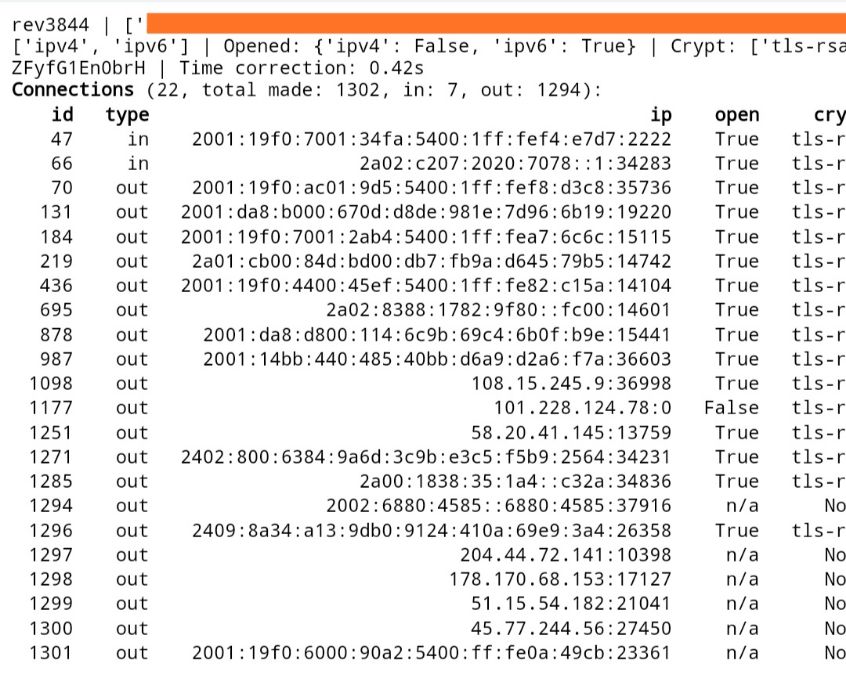 rev3844 | ['
['ipv4', 'ipv6'] | Opened: {'ipv4': False, 'ipv6': True} | Crypt: ['tls-rsa
ZFyfG1En0brH | Time correction: 0.42s
Connections (22, total made: 1302, in: 7, out: 1294):
id type ip open cry
47 in 2001:19f0:7001:34fa:5400:1ff:fef4:e7d7:2222 True tls-r
66 in 2a02:c207:2020:7078::1:34283 True tls-r
70 out 2001:19f0:ac01:9d5:5400:1ff:fef8:d3c8:35736 True tls-r
131 out 2001:da8:b000:670d:d8de:981e:7d96:6b19:19220 True tls-r
184 out 2001:19f0:7001:2ab4:5400:1ff:fea7:6c6c:15115 True tls-r
219 out 2a01:cb00:84d:bd00:db7:fb9a:d645:79b5:14742 True tls-r
436 out 2001:19f0:4400:45ef:5400:1ff:fe82:c15a:14104 True tls-r
695 out 2a02:8388:1782:9f80::fc00:14601 True tls-r
878 out 2001:da8:d800:114:6c9b:69c4:6b0f:b9e:15441 True tls-r
987 out 2001:14bb:440:485:40bb:d6a9:d2a6:f7a:36603 True tls-r
1098 out 108.15.245.9:36998 True tls-r
1177 out 101.228.124.78:0 False tls-r
1251 out 58.20.41.145:13759 True tls-r
1271 out 2402:800:6384:9a6d:3c9b:e3c5:f5b9:2564:34231 True tls-r
1285 out 2a00:1838:35:1a4::c32a:34836 True tls-r
1294 out 2002:6880:4585::6880:4585:37916 n/a No
1296 out 2409:8a34:a13:9db0:9124:410a:69e9:3a4:26358 True tls-r
1297 out 204.44.72.141:10398 n/a No
1298 out 178.170.68.153:17127 n/a No
1299 out 51.15.54.182:21041 n/a No
1300 out 45.77.244.56:27450 n/a No
1301 out 2001:19f0:6000:90a2:5400:ff:fe0a:49cb:23361 n/a No